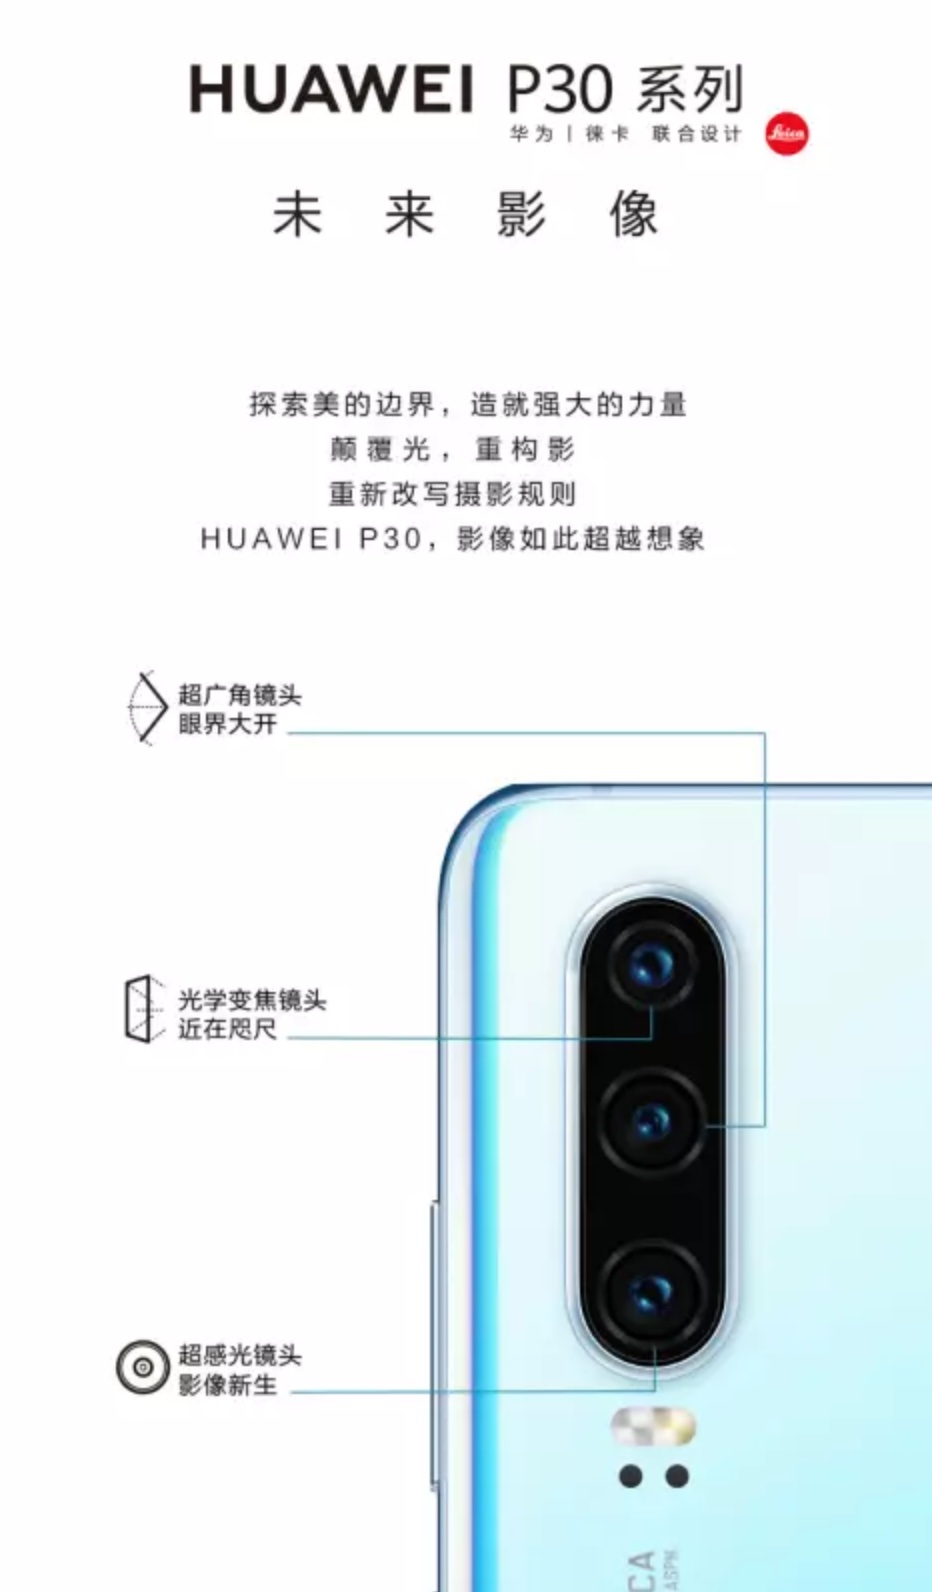 HUAWEI P30 系列
华为 | 徕卡 联合设计
Leica
未来影像
探索美的边界，造就强大的力量
颠覆光，重构影
重新改写摄影规则
HUAWEI P30，影像如此超越想象
超广角镜头
眼界大开
光学变焦镜头
近在咫尺
超感光镜头
影像新生
CA
ASPH